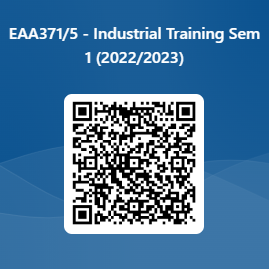 EAA371/5 - Industrial Training Sem
1 (2022/2023)